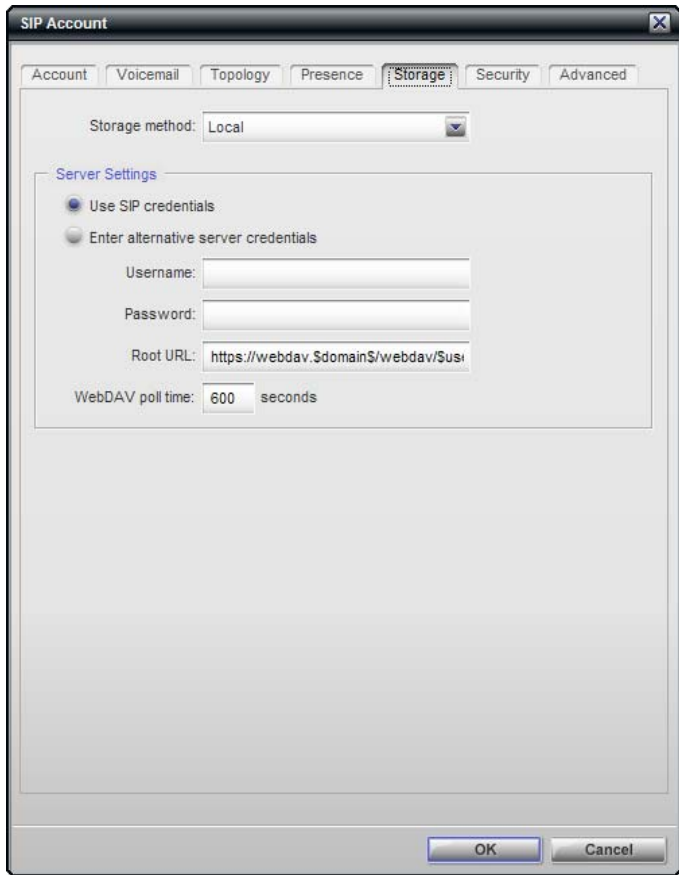 SIP Account
Account Voicemail Topology Presence Storage Security Advanced
Storage method: Local
Server Settings
Use SIP credentials
Enter alternative server credentials
Username:
Password:
Root URL: https://webdav.$domain$/webdav/$use
WebDAV poll time: 600 seconds
OK Cancel